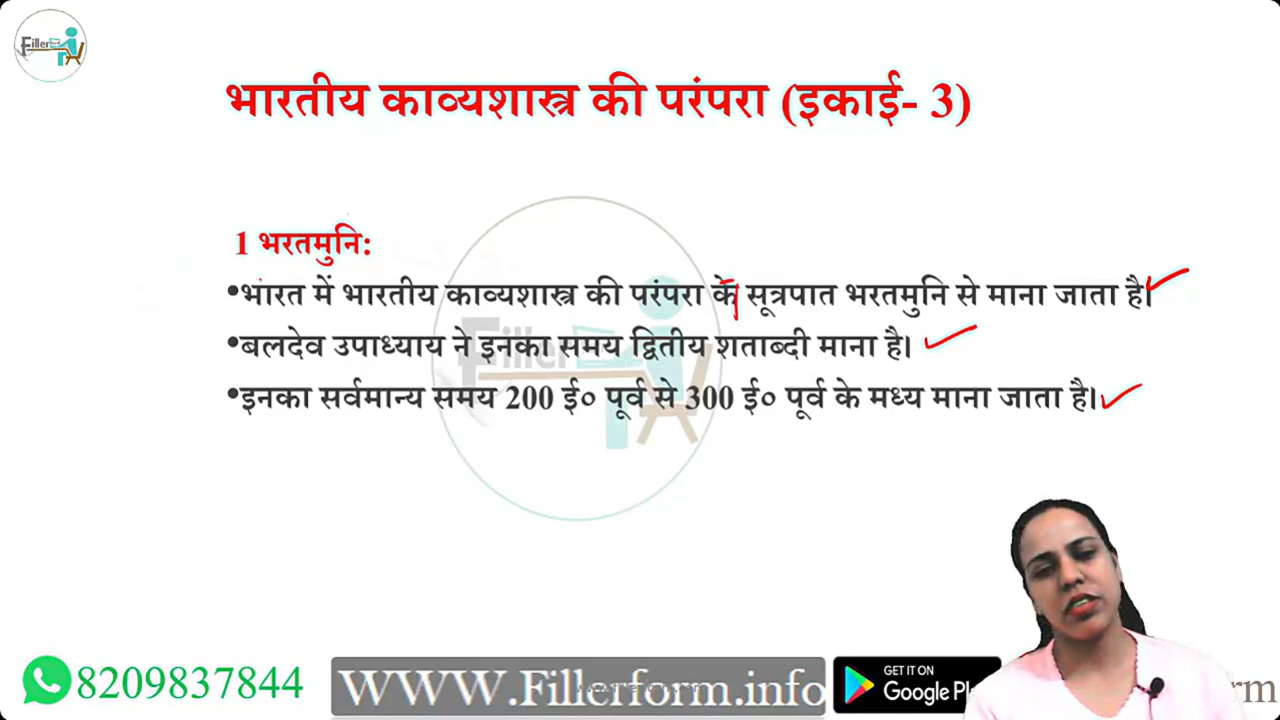 Filler
भारतीय काव्यशास्त्र की परंपरा (इकाई- 3)
1 भरतमुनि:
•भारत में भारतीय काव्यशास्त्र की परंपरा के सूत्रपात भरतमुनि से माना जाता है।
•बलदेव उपाध्याय ने इनका समय द्वितीय शताब्दी माना है।
•इनका सर्वमान्य समय 200 ई० पूर्व से 300 ई० पूर्व के मध्य माना जाता है।
Filler
8209837844
WWW.Fillerform.info
GET IT ON
Google Pl
rm